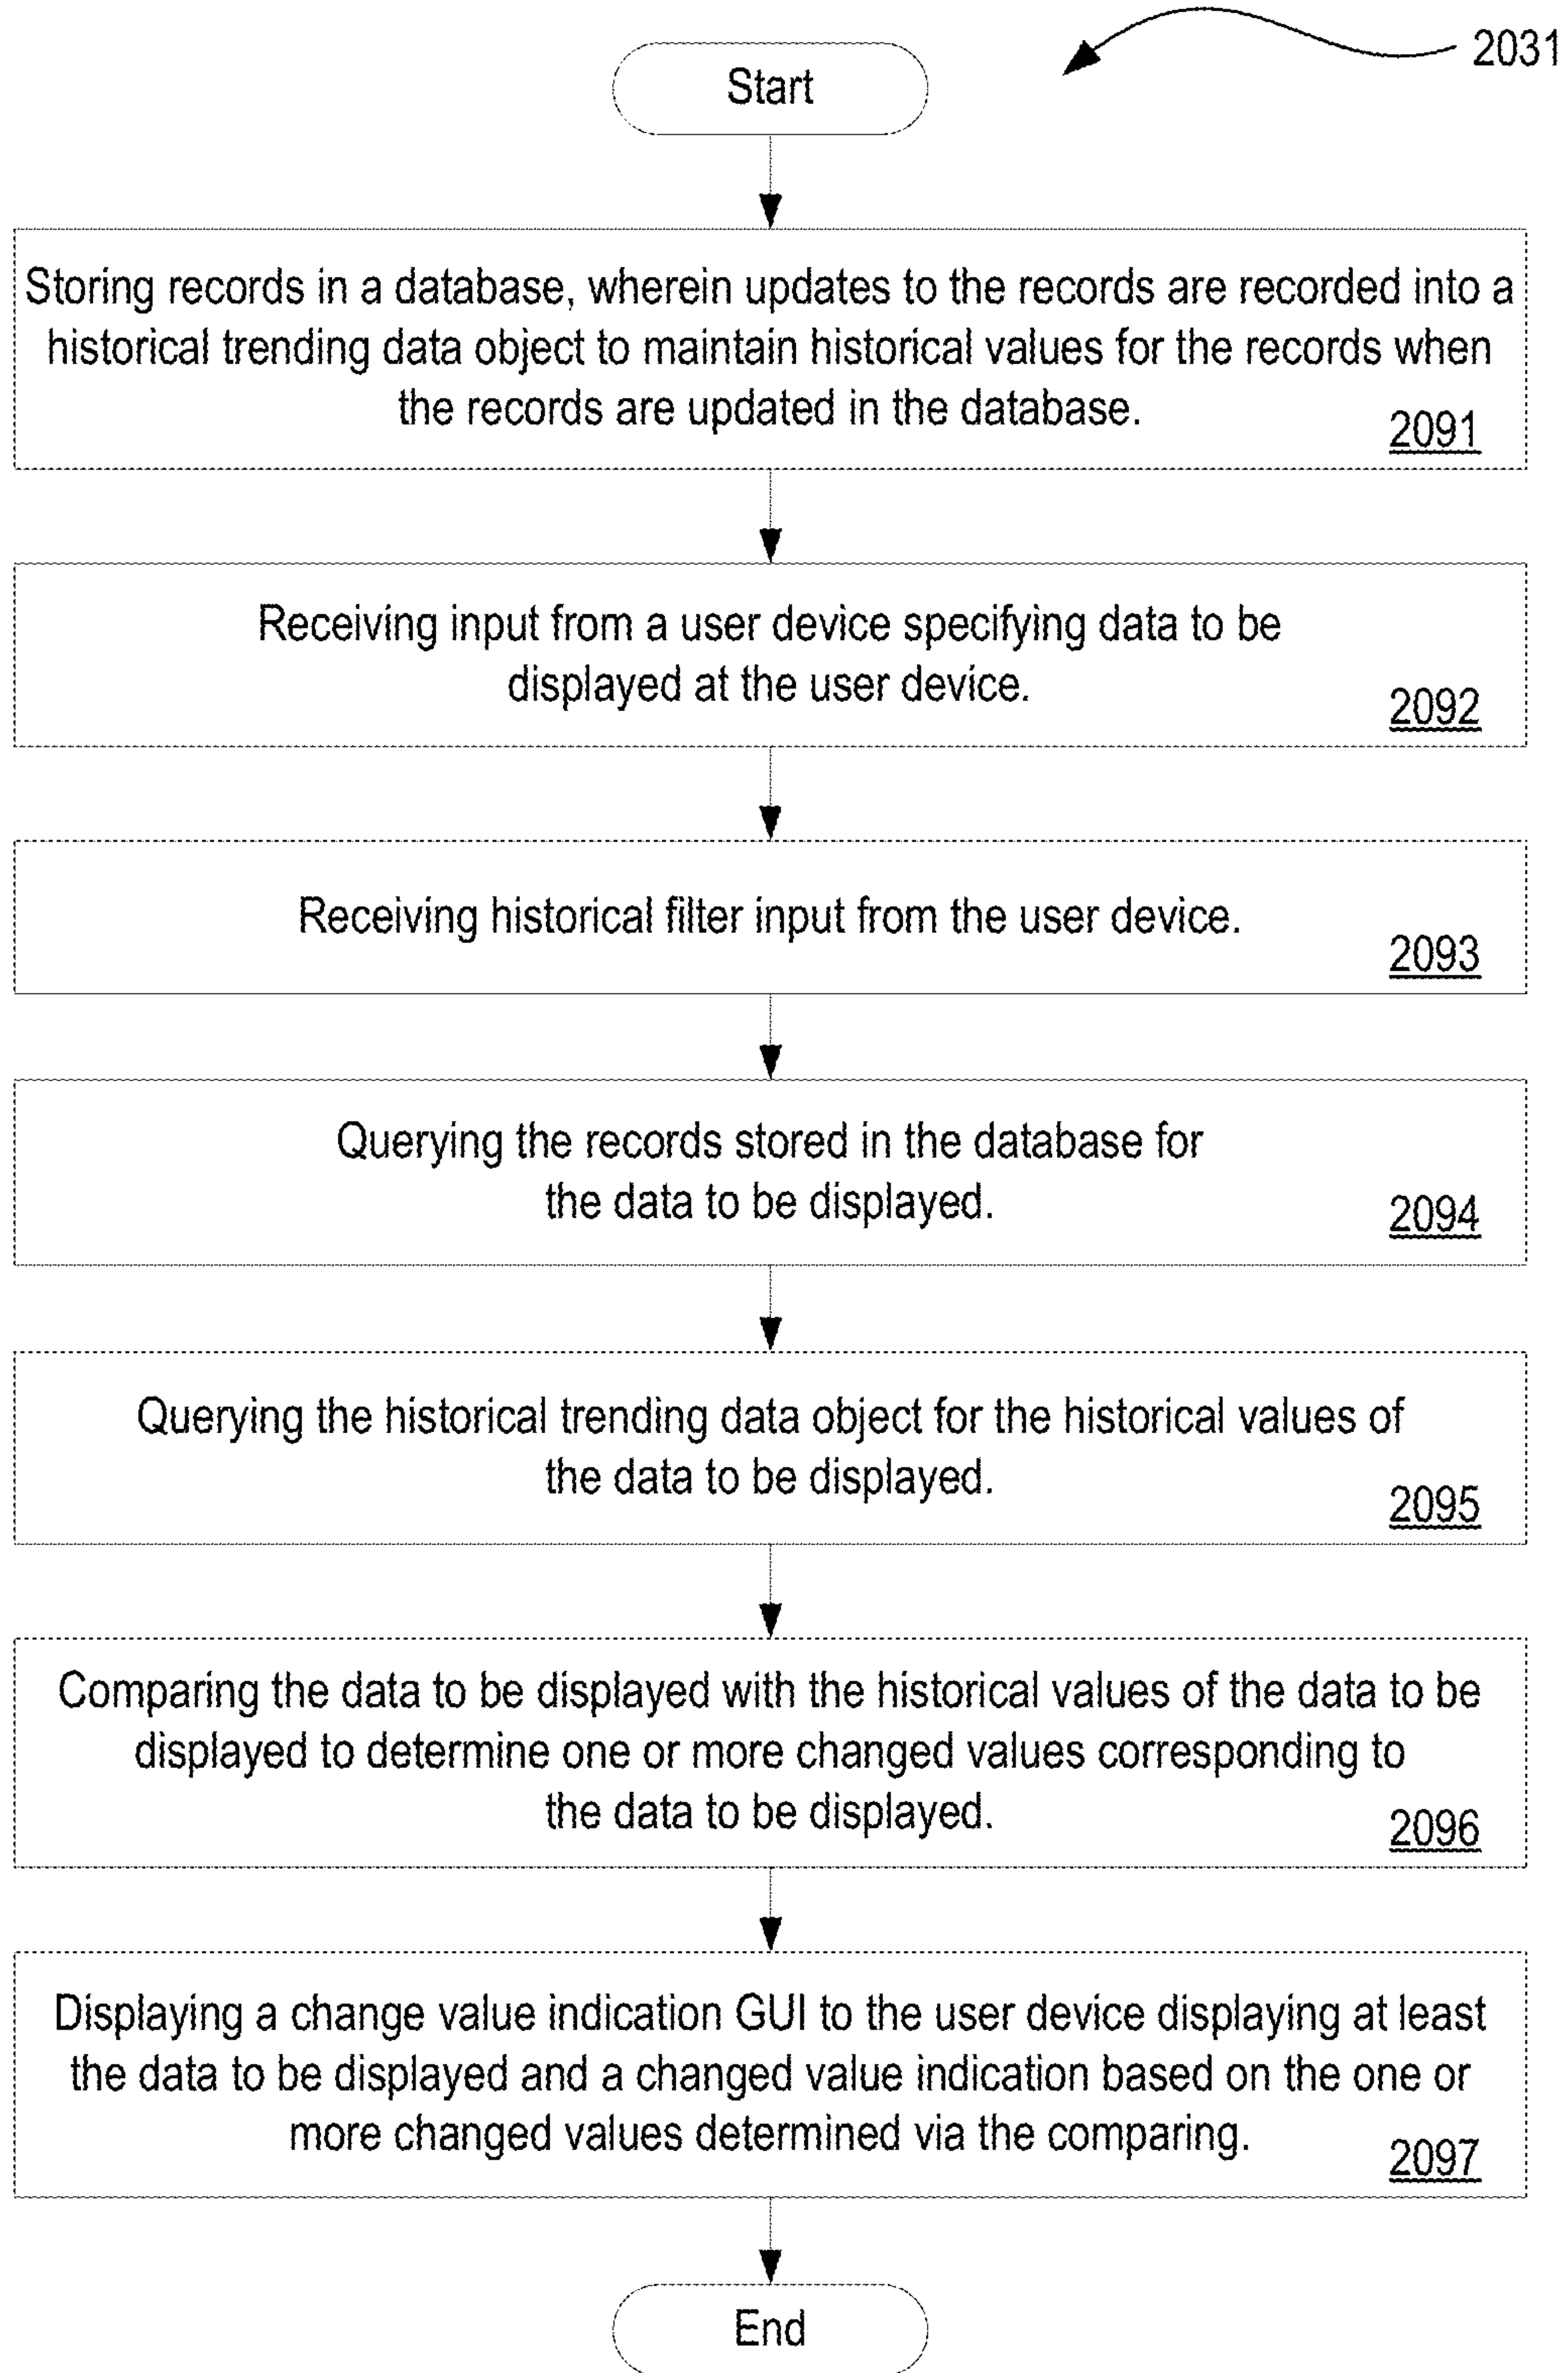 2031
Start
Storing records in a database, wherein updates to the records are recorded into a
historical trending data object to maintain historical values for the records when
the records are updated in the database.
2091
Receiving input from a user device specifying data to be
displayed at the user device.
2092
Receiving historical filter input from the user device.
2093
Querying the records stored in the database for
the data to be displayed.
2094
Querying the historical trending data object for the historical values of
the data to be displayed.
2095
Comparing the data to be displayed with the historical values of the data to be
displayed to determine one or more changed values corresponding to
the data to be displayed.
2096
Displaying a change value indication GUI to the user device displaying at least
the data to be displayed and a changed value indication based on the one or
more changed values determined via the comparing.
2097
End